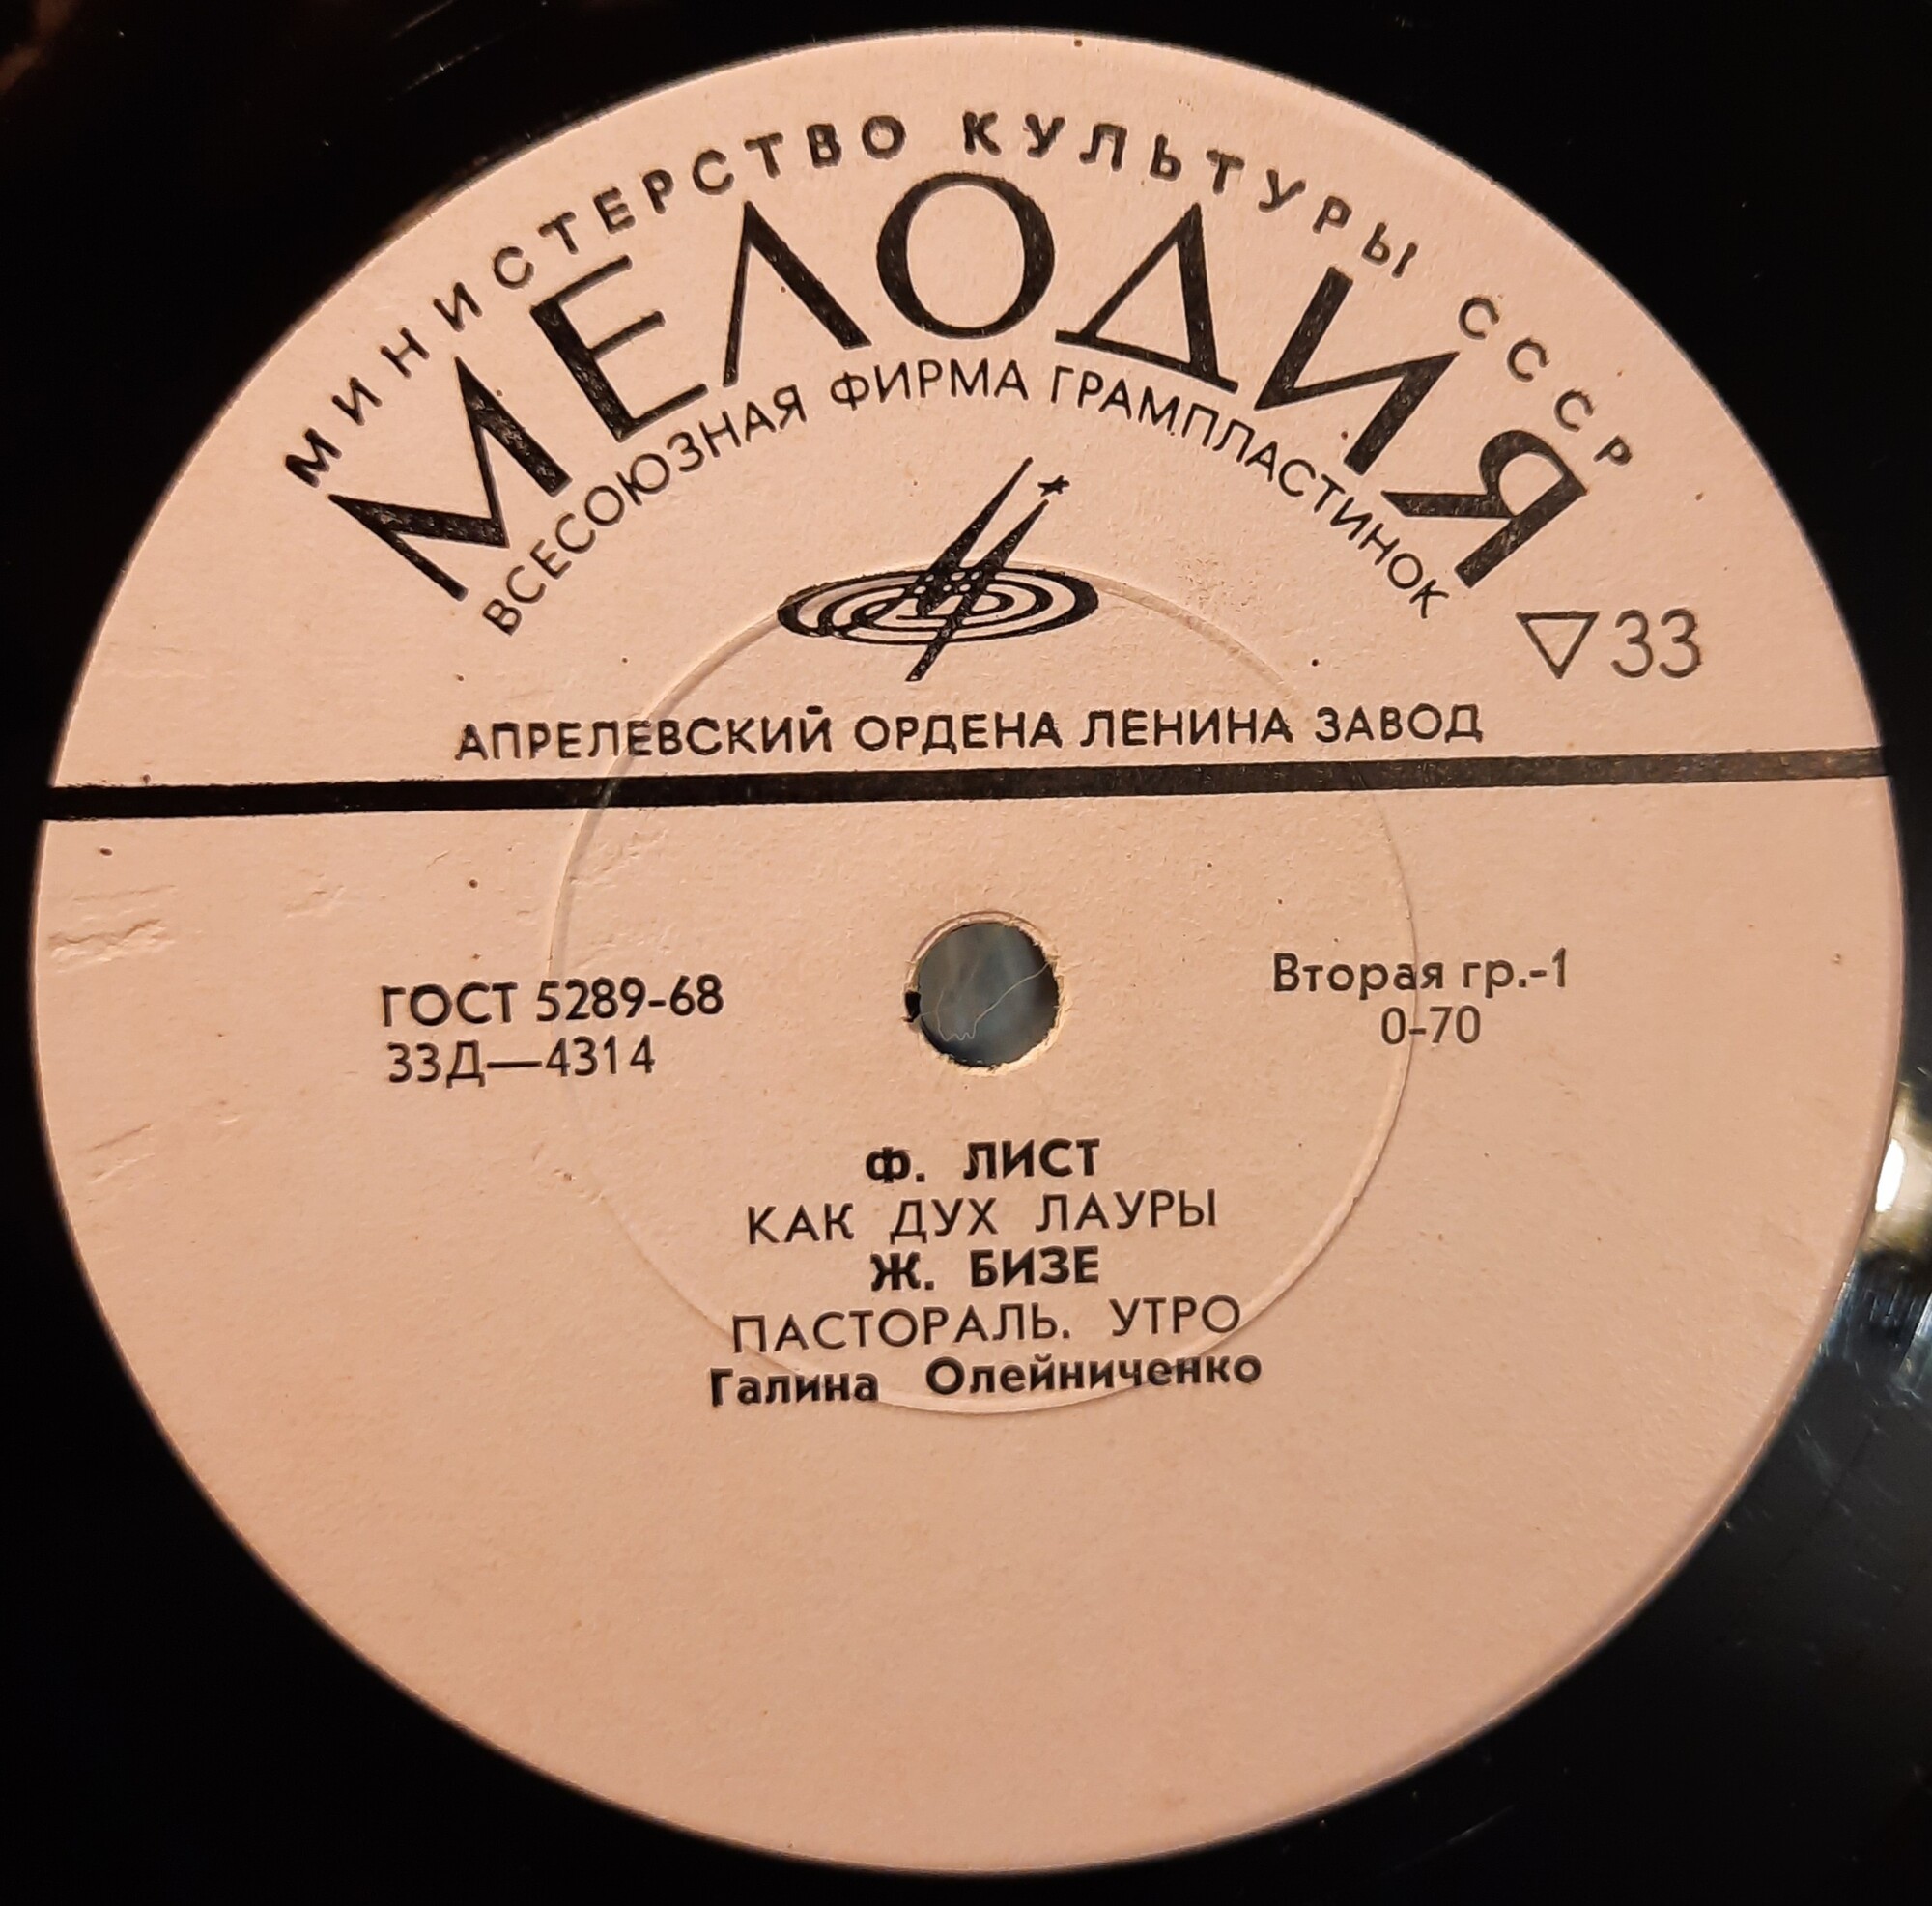 МИНИСТЕРСТВО КУЛЬТУРЫ СССР
МЕЛОДИЯ
ВСЕСОЮЗНАЯ ФИРМА ГРАМПЛАСТИНОК
33
АПРЕЛЕВСКИЙ ОРДЕНА ЛЕНИНА ЗАВОД
ГОСТ 5289-68
33Д—4314
Вторая гр.-1
0-70
Ф. ЛИСТ
КАК ДУХ ЛАУРЫ
Ж. БИЗЕ
ПАСТОРАЛЬ. УТРО
Галина Олейниченко